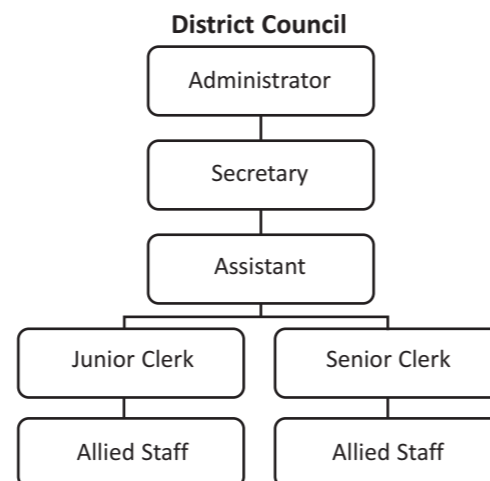 District Council
Administrator
Secretary
Assistant
Junior Clerk
Senior Clerk
Allied Staff
Allied Staff